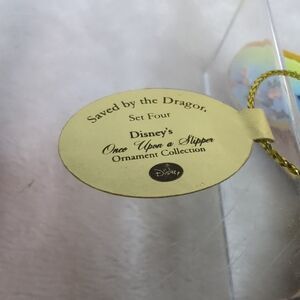 Saved by the Dragon,
Set Four
Disney's
Once Upon a Slipper
Ornament Collection
Disney